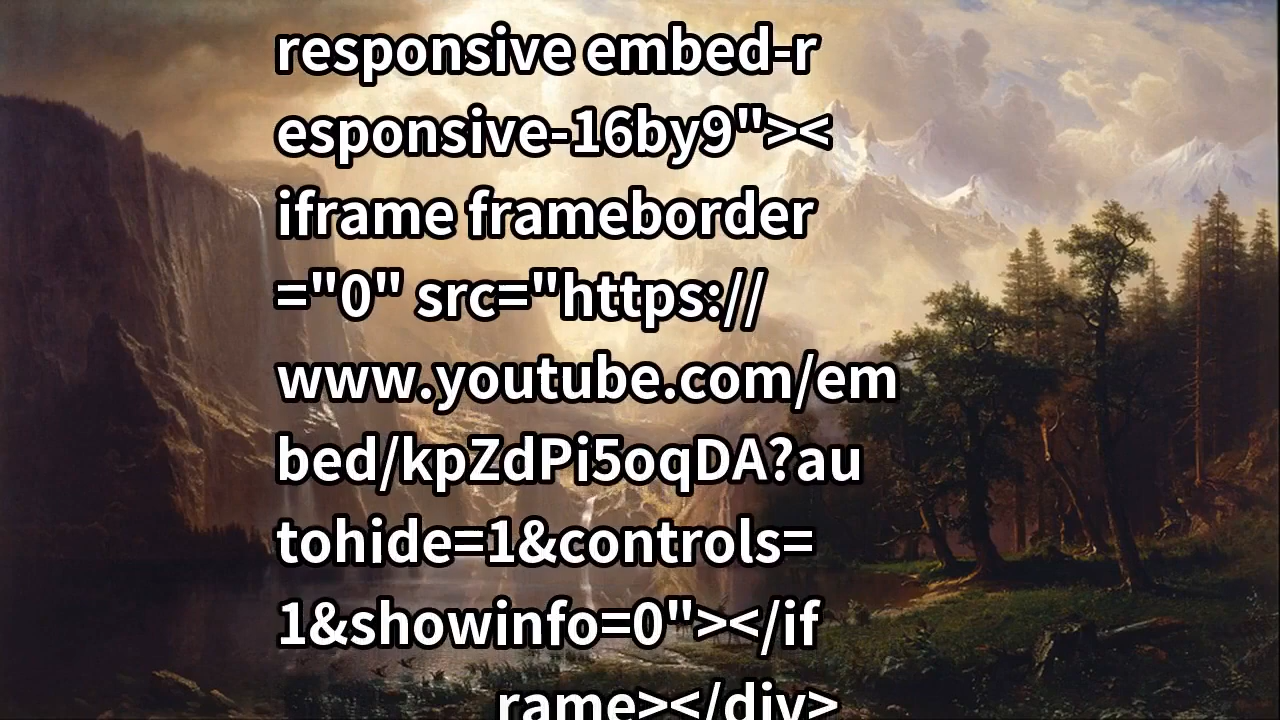 responsive embed-r
esponsive-16by9"><
iframe frameborder
="0" src="https://
www.youtube.com/em
bed/kpZdPi5oqDA?au
tohide=1&controls=
1&showinfo=0"></if
rame></div>